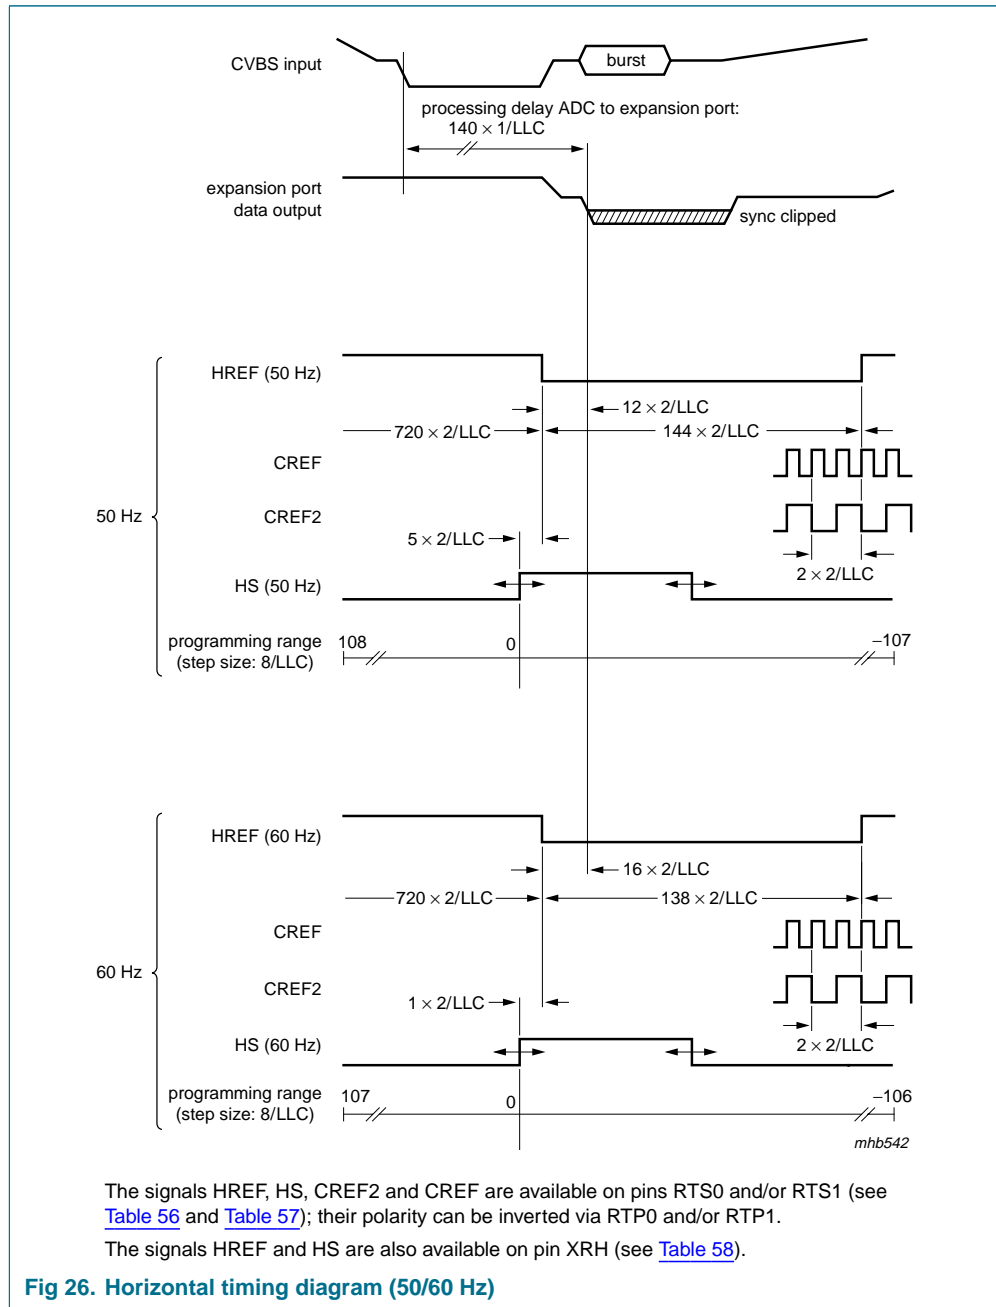 CVBS input
burst
processing delay ADC to expansion port:
140 × 1/LLC
expansion port
data output
sync clipped
HREF (50 Hz)
12 × 2/LLC
720 × 2/LLC
144 × 2/LLC
CREF
50 Hz
CREF2
5 × 2/LLC
2 × 2/LLC
HS (50 Hz)
programming range
(step size: 8/LLC)
108
0
−107
HREF (60 Hz)
16 × 2/LLC
720 × 2/LLC
138 × 2/LLC
CREF
60 Hz
CREF2
1 × 2/LLC
2 × 2/LLC
HS (60 Hz)
programming range
(step size: 8/LLC)
107
0
−106
mhb542
The signals HREF, HS, CREF2 and CREF are available on pins RTS0 and/or RTS1 (see
Table 56 and Table 57); their polarity can be inverted via RTP0 and/or RTP1.
The signals HREF and HS are also available on pin XRH (see Table 58).
Fig 26. Horizontal timing diagram (50/60 Hz)